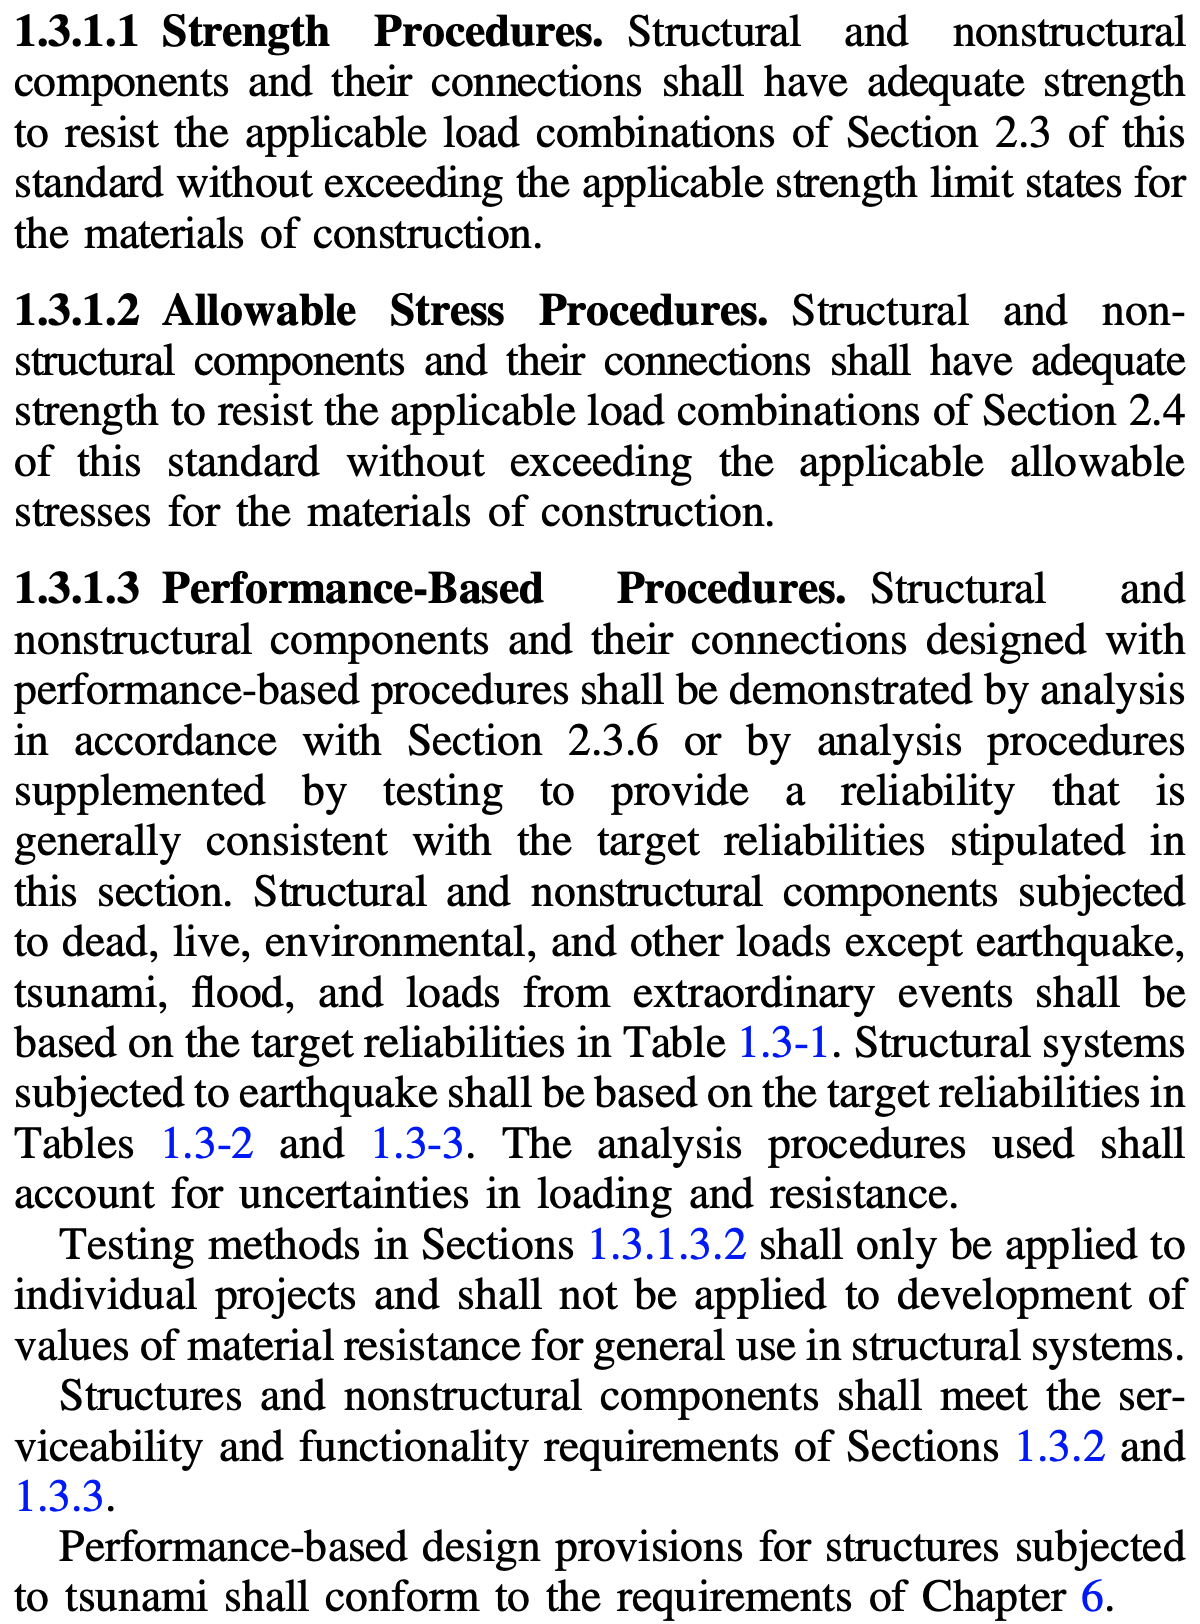 1.3.1.1 Strength Procedures. Structural and nonstructural
components and their connections shall have adequate strength
to resist the applicable load combinations of Section 2.3 of this
standard without exceeding the applicable strength limit states for
the materials of construction.
1.3.1.2 Allowable Stress Procedures. Structural and non-
structural components and their connections shall have adequate
strength to resist the applicable load combinations of Section 2.4
of this standard without exceeding the applicable allowable
stresses for the materials of construction.
1.3.1.3 Performance-Based Procedures. Structural and
nonstructural components and their connections designed with
performance-based procedures shall be demonstrated by analysis
in accordance with Section 2.3.6 or by analysis procedures
supplemented by testing to provide a reliability that is
generally consistent with the target reliabilities stipulated in
this section. Structural and nonstructural components subjected
to dead, live, environmental, and other loads except earthquake,
tsunami, flood, and loads from extraordinary events shall be
based on the target reliabilities in Table 1.3-1. Structural systems
subjected to earthquake shall be based on the target reliabilities in
Tables 1.3-2 and 1.3-3. The analysis procedures used shall
account for uncertainties in loading and resistance.
Testing methods in Sections 1.3.1.3.2 shall only be applied to
individual projects and shall not be applied to development of
values of material resistance for general use in structural systems.
Structures and nonstructural components shall meet the ser-
viceability and functionality requirements of Sections 1.3.2 and
1.3.3.
Performance-based design provisions for structures subjected
to tsunami shall conform to the requirements of Chapter 6.